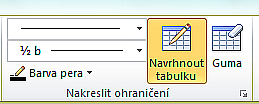 ½ b
Barva pera
Navrhnout
tabulku
Guma
Nakreslit ohraničení